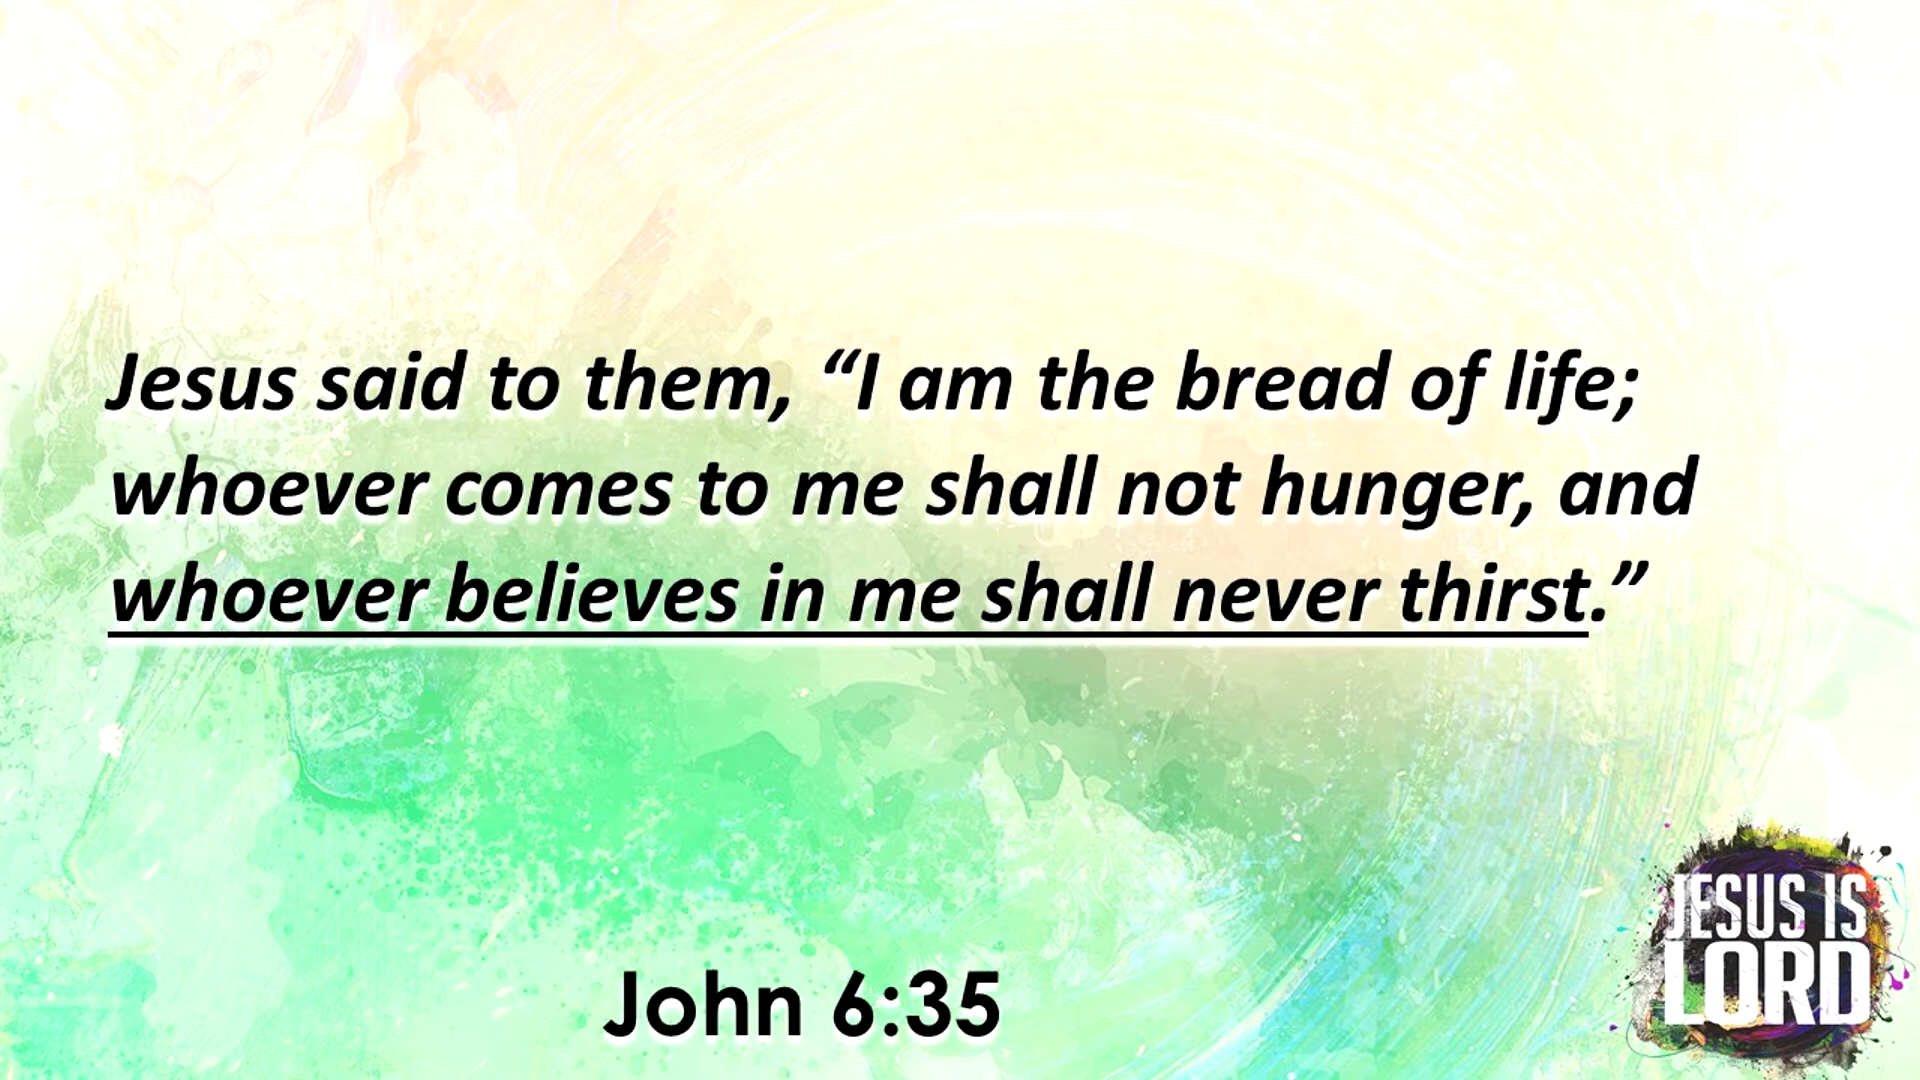 Jesus said to them, “I am the bread of life;
whoever comes to me shall not hunger, and
whoever believes in me shall never thirst.”
John 6:35
JESUS IS
LORD